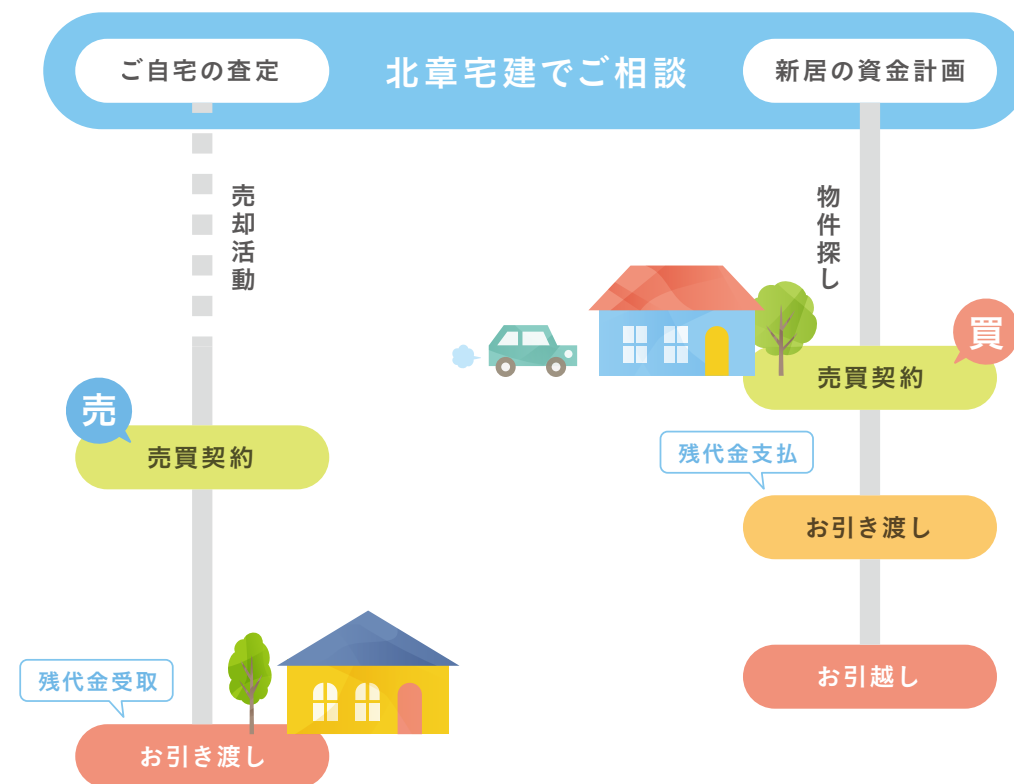 ご自宅の査定
北章宅建でご相談
新居の資金計画
売却活動
物件探し
買
売買契約
売
売買契約
残代金支払
お引き渡し
お引越し
残代金受取
お引き渡し